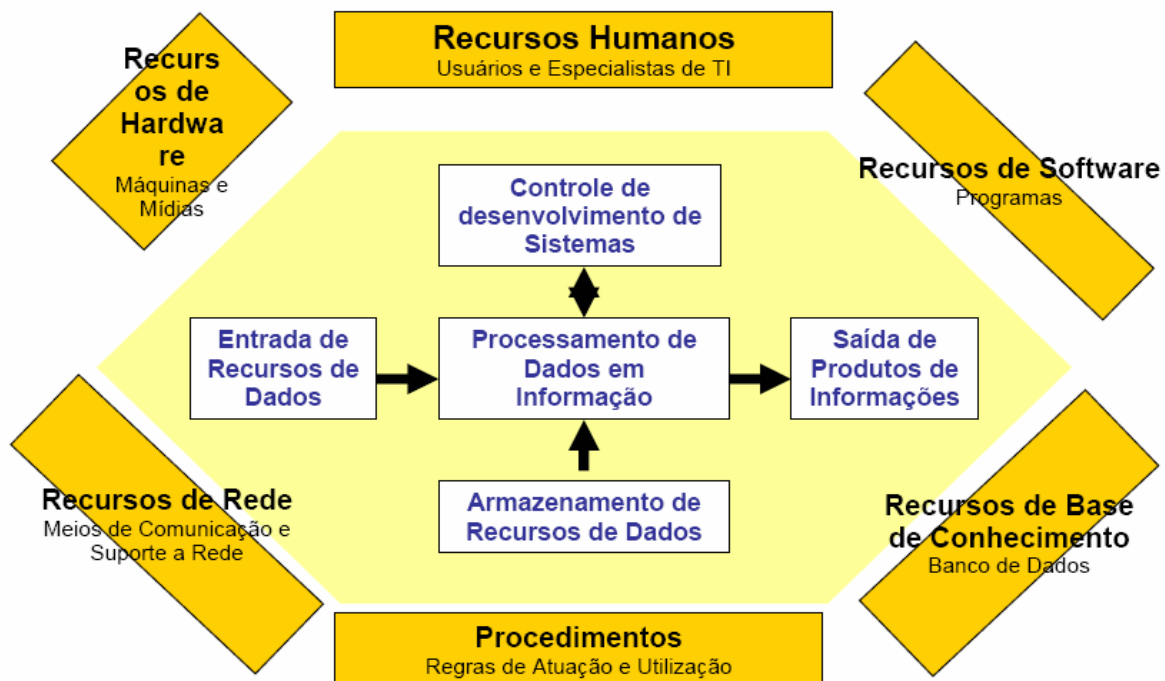 Recursos Humanos
Usuários e Especialistas de TI
Recurs
os de
Hardwa
re
Máquinas e
Mídias
Recursos de Software
Programas
Controle de
desenvolvimento de
Sistemas
Entrada de
Recursos de
Dados
Processamento de
Dados em
Informação
Saída de
Produtos de
Informações
Armazenamento de
Recursos de Dados
Recursos de Rede
Meios de Comunicação e
Suporte a Rede
Recursos de Base
de Conhecimento
Banco de Dados
Procedimentos
Regras de Atuação e Utilização